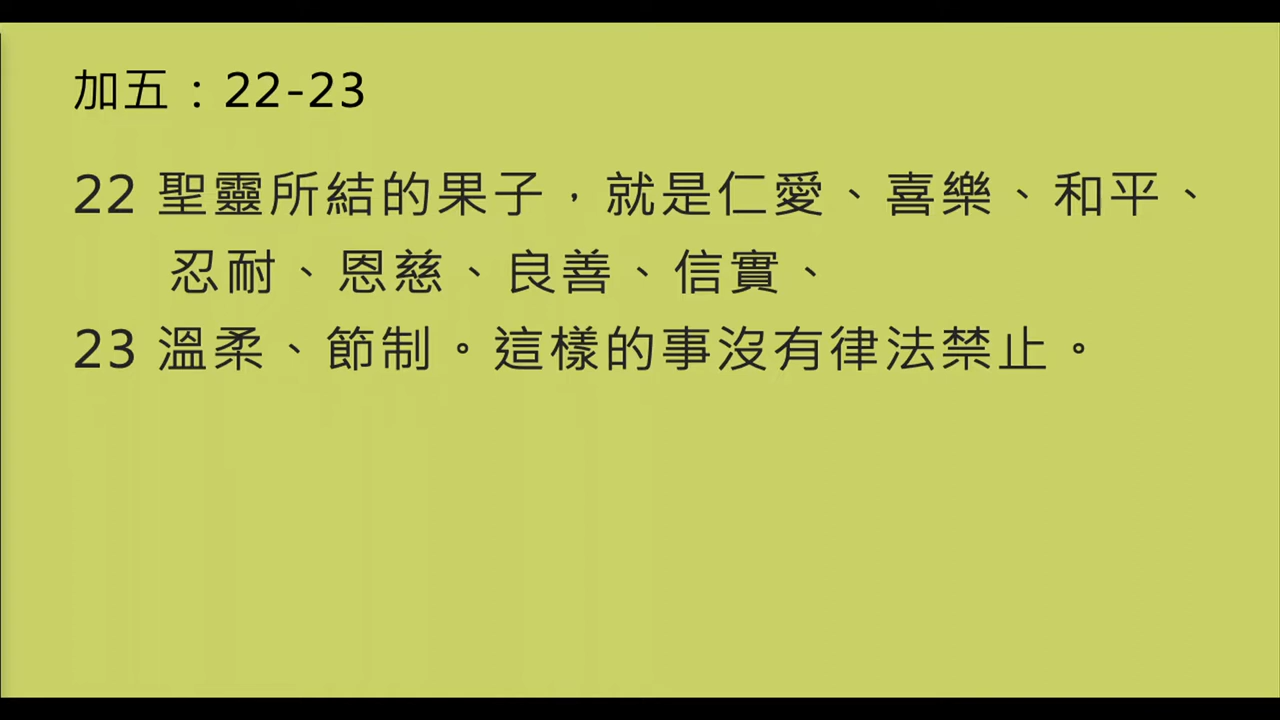 加五：22-23
22 聖靈所結的果子，就是仁愛、喜樂、和平、
忍耐、恩慈、良善、信實、
23 溫柔、節制。這樣的事沒有律法禁止。